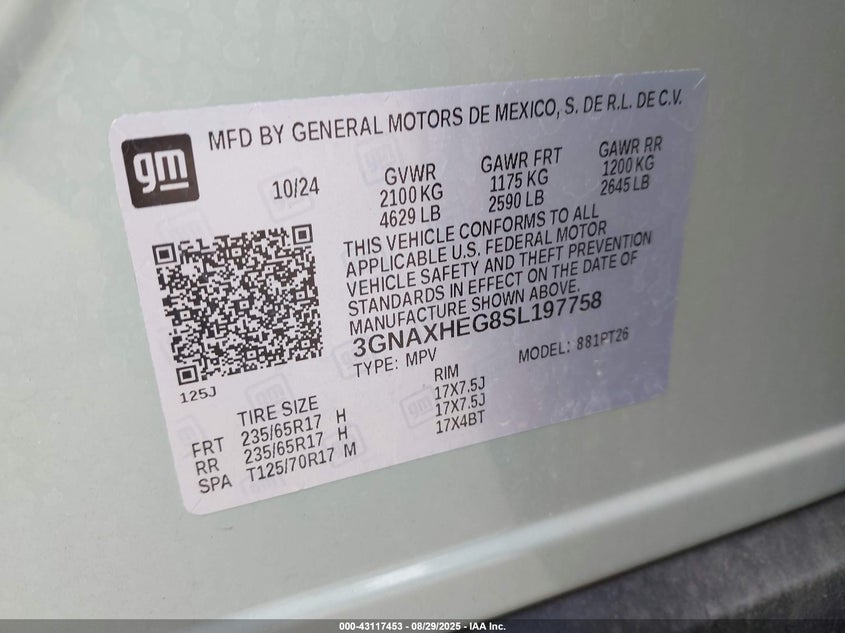 gm
MFD BY GENERAL MOTORS DE MEXICO, S. DE R.L. DE C.V.
10/24
GVWR
2100 KG
4629 LB
GAWR FRT
1175 KG
2590 LB
GAWR RR
1200 KG
2645 LB
THIS VEHICLE CONFORMS TO ALL
APPLICABLE U.S. FEDERAL MOTOR
VEHICLE SAFETY AND THEFT PREVENTION
STANDARDS IN EFFECT ON THE DATE OF
MANUFACTURE SHOWN ABOVE.
3GNAXHEG8SL197758
TYPE: MPV MODEL: 881PT26
125J
TIRE SIZE RIM
FRT 235/65R17 H 17X7.5J
RR 235/65R17 H 17X7.5J
SPA T125/70R17 M 17X4BT
000-43117453 - 08/29/2025 - IAA Inc.